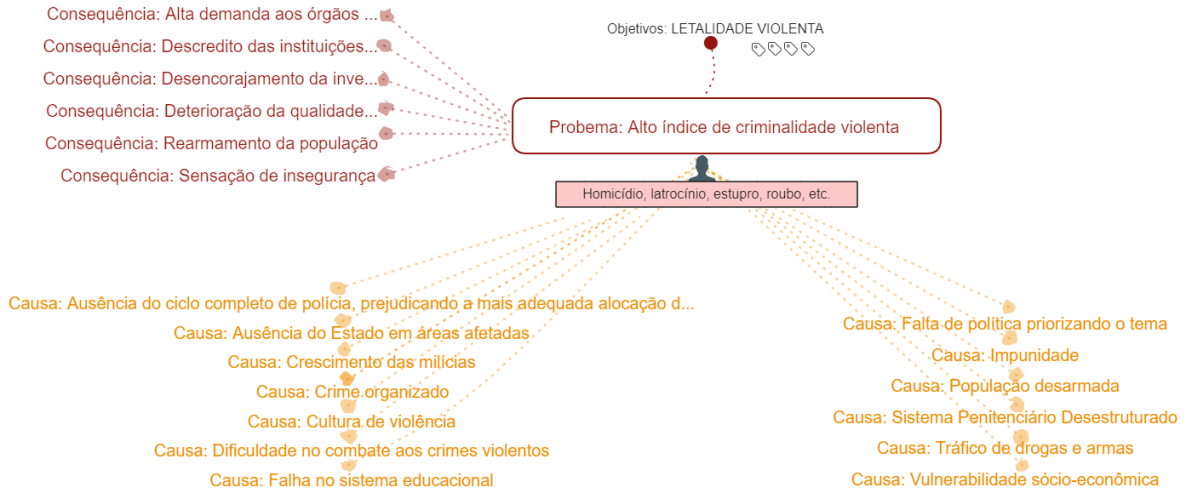 Consequência: Alta demanda aos órgãos ...
Consequência: Descredito das instituições...
Consequência: Desencorajamento da inve...
Consequência: Deterioração da qualidade...
Consequência: Rearmamento da população
Consequência: Sensação de insegurança
Objetivos: LETALIDADE VIOLENTA
Probema: Alto índice de criminalidade violenta
Homicídio, latrocínio, estupro, roubo, etc.
Causa: Ausência do ciclo completo de polícia, prejudicando a mais adequada alocação d...
Causa: Ausência do Estado em áreas afetadas
Causa: Crescimento das milícias
Causa: Crime organizado
Causa: Cultura de violência
Causa: Dificuldade no combate aos crimes violentos
Causa: Falha no sistema educacional
Causa: Falta de política priorizando o tema
Causa: Impunidade
Causa: População desarmada
Causa: Sistema Penitenciário Desestruturado
Causa: Tráfico de drogas e armas
Causa: Vulnerabilidade sócio-econômica